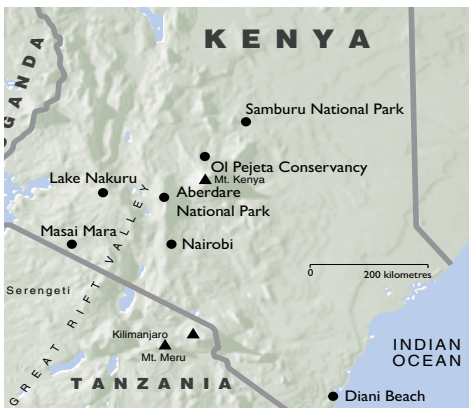 KENYA
UGANDA
Samburu National Park
Ol Pejeta Conservancy
Mt. Kenya
Lake Nakuru
Aberdare
National Park
Masai Mara
Nairobi
GREAT RIFT VALLEY
0 200 kilometres
Serengeti
Kilimanjaro
Mt. Meru
INDIAN
OCEAN
TANZANIA
Diani Beach